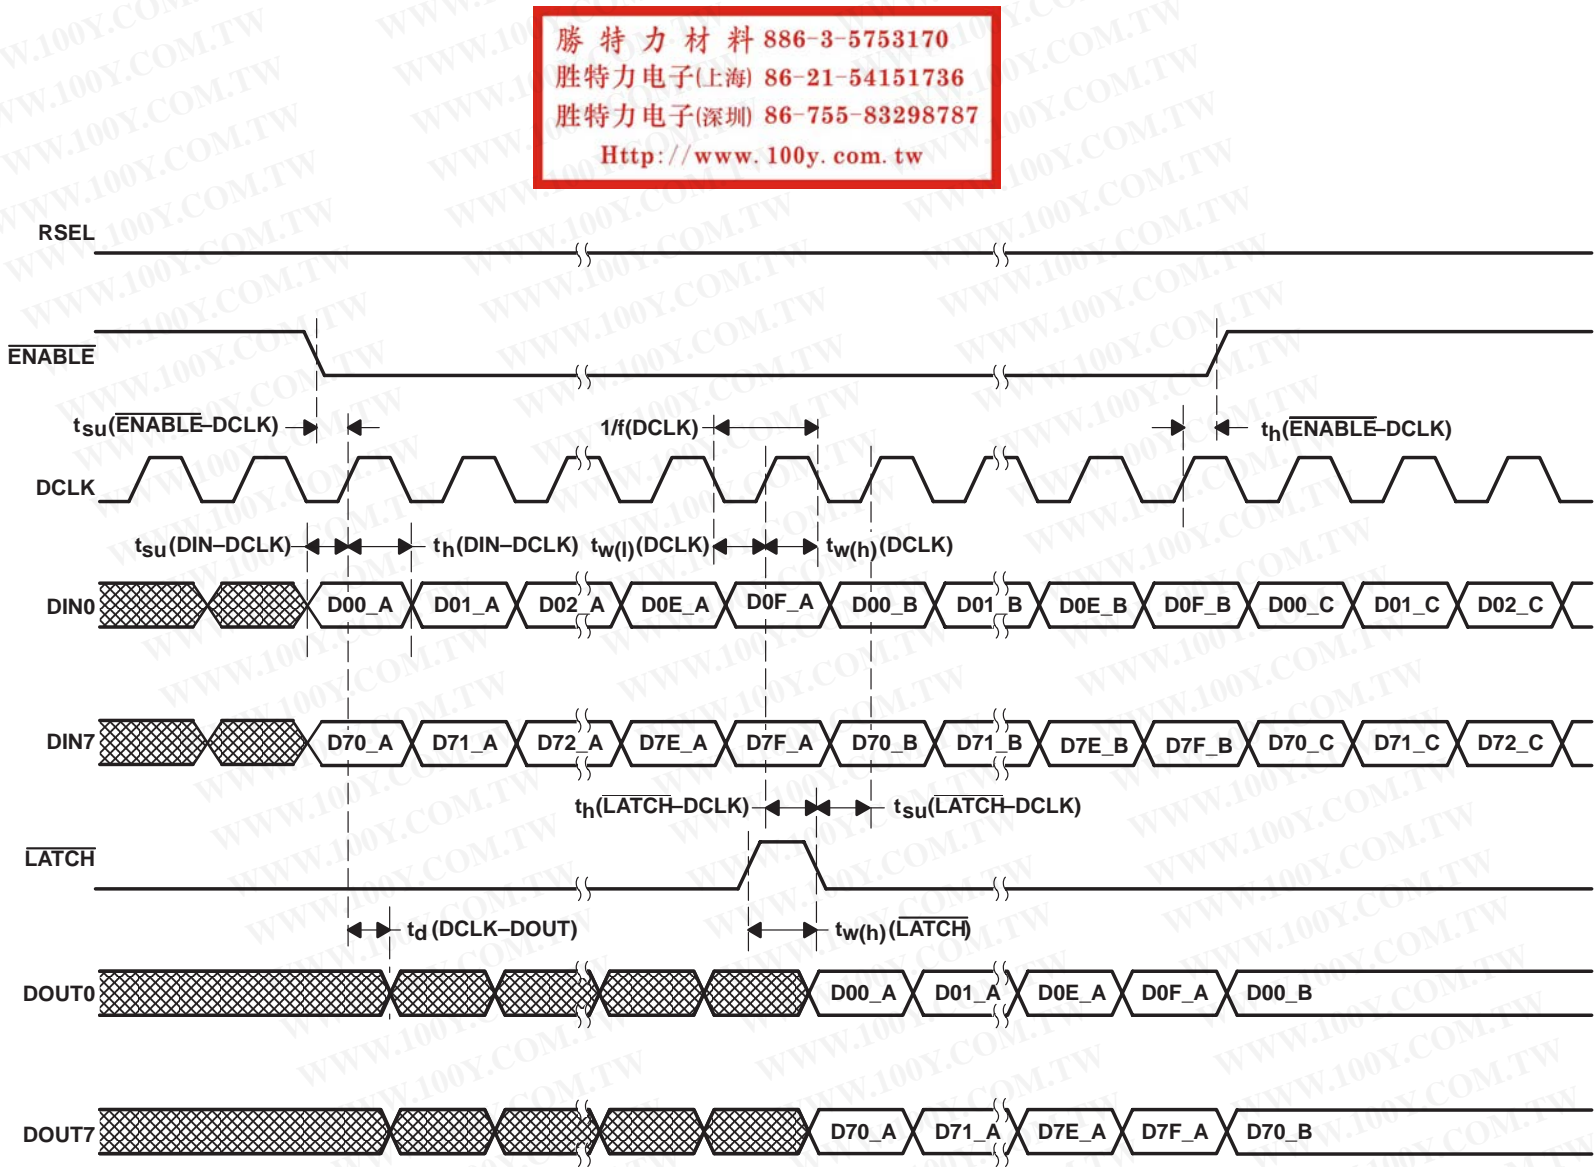 勝特力材料 886-3-5753170
胜特力电子(上海) 86-21-54151736
胜特力电子(深圳) 86-755-83298787
Http://www.100y.com.tw
RSEL
ENABLE
tsu(ENABLE–DCLK)
1/f(DCLK)
th(ENABLE–DCLK)
DCLK
tsu(DIN–DCLK)
th(DIN–DCLK)
tw(l)(DCLK)
tw(h)(DCLK)
DIN0 D00_A D01_A D02_A D0E_A D0F_A D00_B D01_B D0E_B D0F_B D00_C D01_C D02_C
DIN7 D70_A D71_A D72_A D7E_A D7F_A D70_B D71_B D7E_B D7F_B D70_C D71_C D72_C
th(LATCH–DCLK)
tsu(LATCH–DCLK)
LATCH
td(DCLK–DOUT)
tw(h)(LATCH)
DOUT0 D00_A D01_A D0E_A D0F_A D00_B
DOUT7 D70_A D71_A D7E_A D7F_A D70_B
WWW.100Y.COM.TW